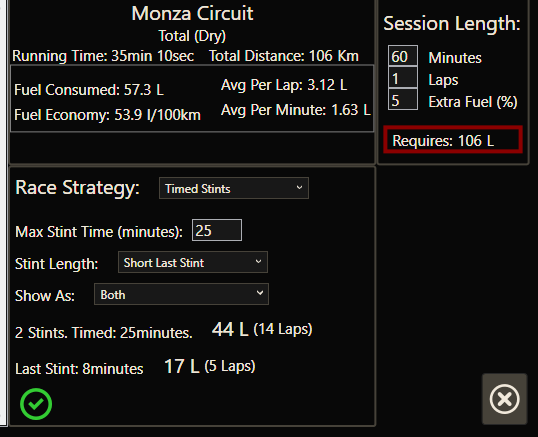 Monza Circuit
Total (Dry)
Running Time: 35min 10sec Total Distance: 106 Km
Fuel Consumed: 57.3 L Avg Per Lap: 3.12 L
Fuel Economy: 53.9 l/100km Avg Per Minute: 1.63 L
Session Length:
60 Minutes
1 Laps
5 Extra Fuel (%)
Requires: 106 L
Race Strategy: Timed Stints
Max Stint Time (minutes): 25
Stint Length: Short Last Stint
Show As: Both
2 Stints. Timed: 25minutes. 44 L (14 Laps)
Last Stint: 8minutes 17 L (5 Laps)